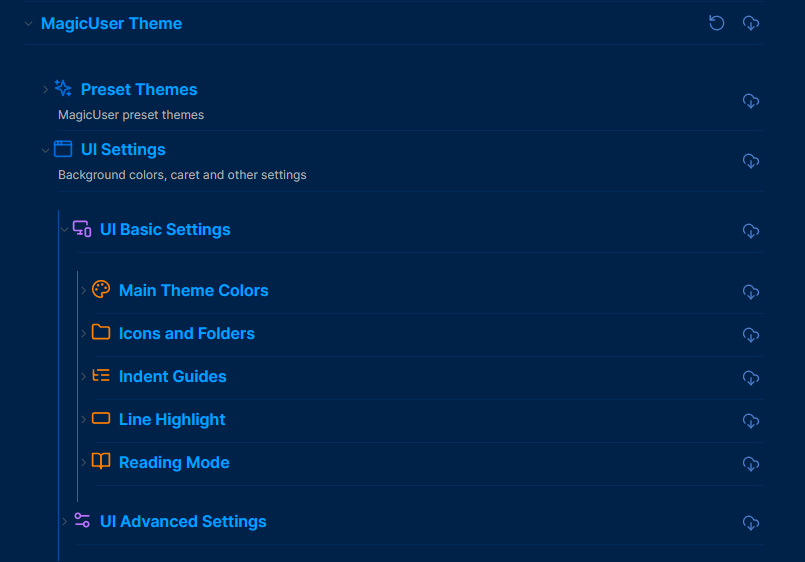 MagicUser Theme
Preset Themes
MagicUser preset themes
UI Settings
Background colors, caret and other settings
UI Basic Settings
Main Theme Colors
Icons and Folders
Indent Guides
Line Highlight
Reading Mode
UI Advanced Settings